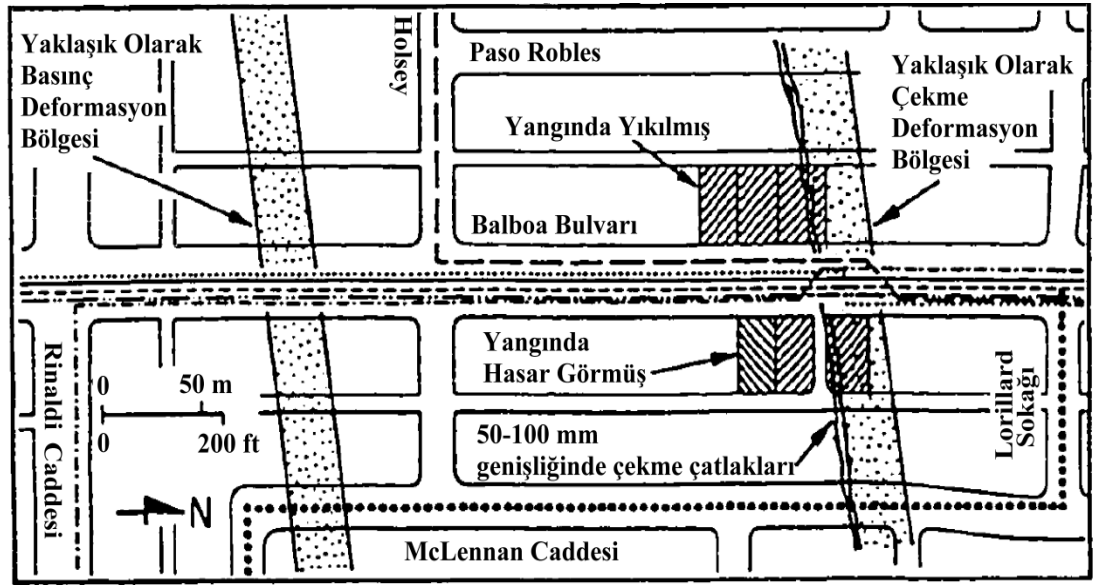 Yaklaşık Olarak
Basınç
Deformasyon
Bölgesi
Holsey
Paso Robles
Yangında Yıkılmış
Yaklaşık Olarak
Çekme
Deformasyon
Bölgesi
Balboa Bulvarı
Rinaldi Caddesi
0 50 m
0 200 ft
N
Yangında
Hasar Görmüş
50-100 mm
genişliğinde çekme çatlakları
Lorillard
Sokağı
McLennan Caddesi